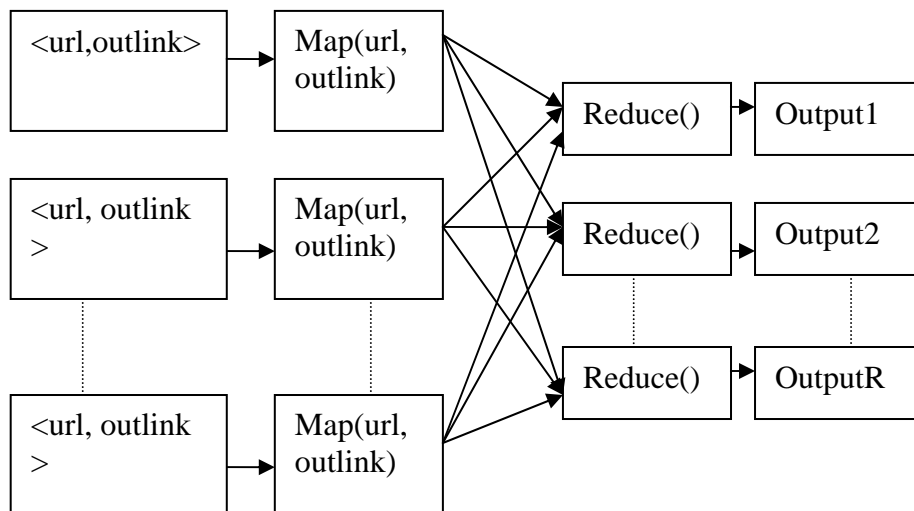 <url,outlink>
Map(url,
outlink)
Reduce()
Output1
<url, outlink
>
Map(url,
outlink)
Reduce()
Output2
<url, outlink
>
Map(url,
outlink)
Reduce()
OutputR